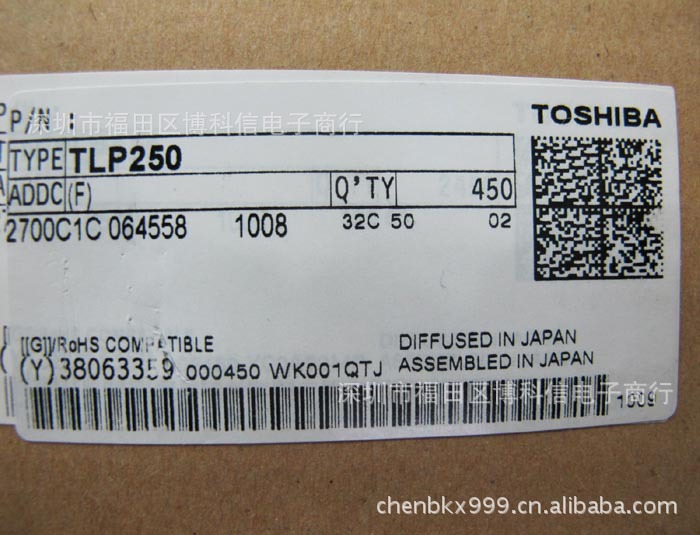 P/N :
TOSHIBA
深圳市福田区博科信电子商行
TYPE TLP250
ADDC (F) Q'TY 450
2700C1C 064558 1008 32C 50 02
[[G]]/RoHS COMPATIBLE DIFFUSED IN JAPAN
(Y)38063359 000450 WK001QTJ ASSEMBLED IN JAPAN
深圳市福田区博科信电子商行
1009
chenbkx999.cn.alibaba.com